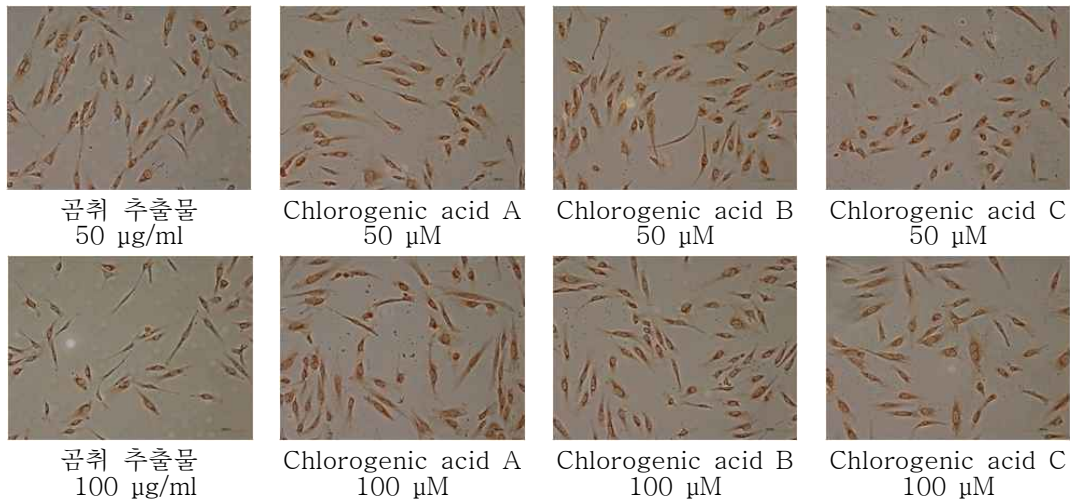 곰취 추출물
50 µg/ml
Chlorogenic acid A
50 µM
Chlorogenic acid B
50 µM
Chlorogenic acid C
50 µM
곰취 추출물
100 µg/ml
Chlorogenic acid A
100 µM
Chlorogenic acid B
100 µM
Chlorogenic acid C
100 µM